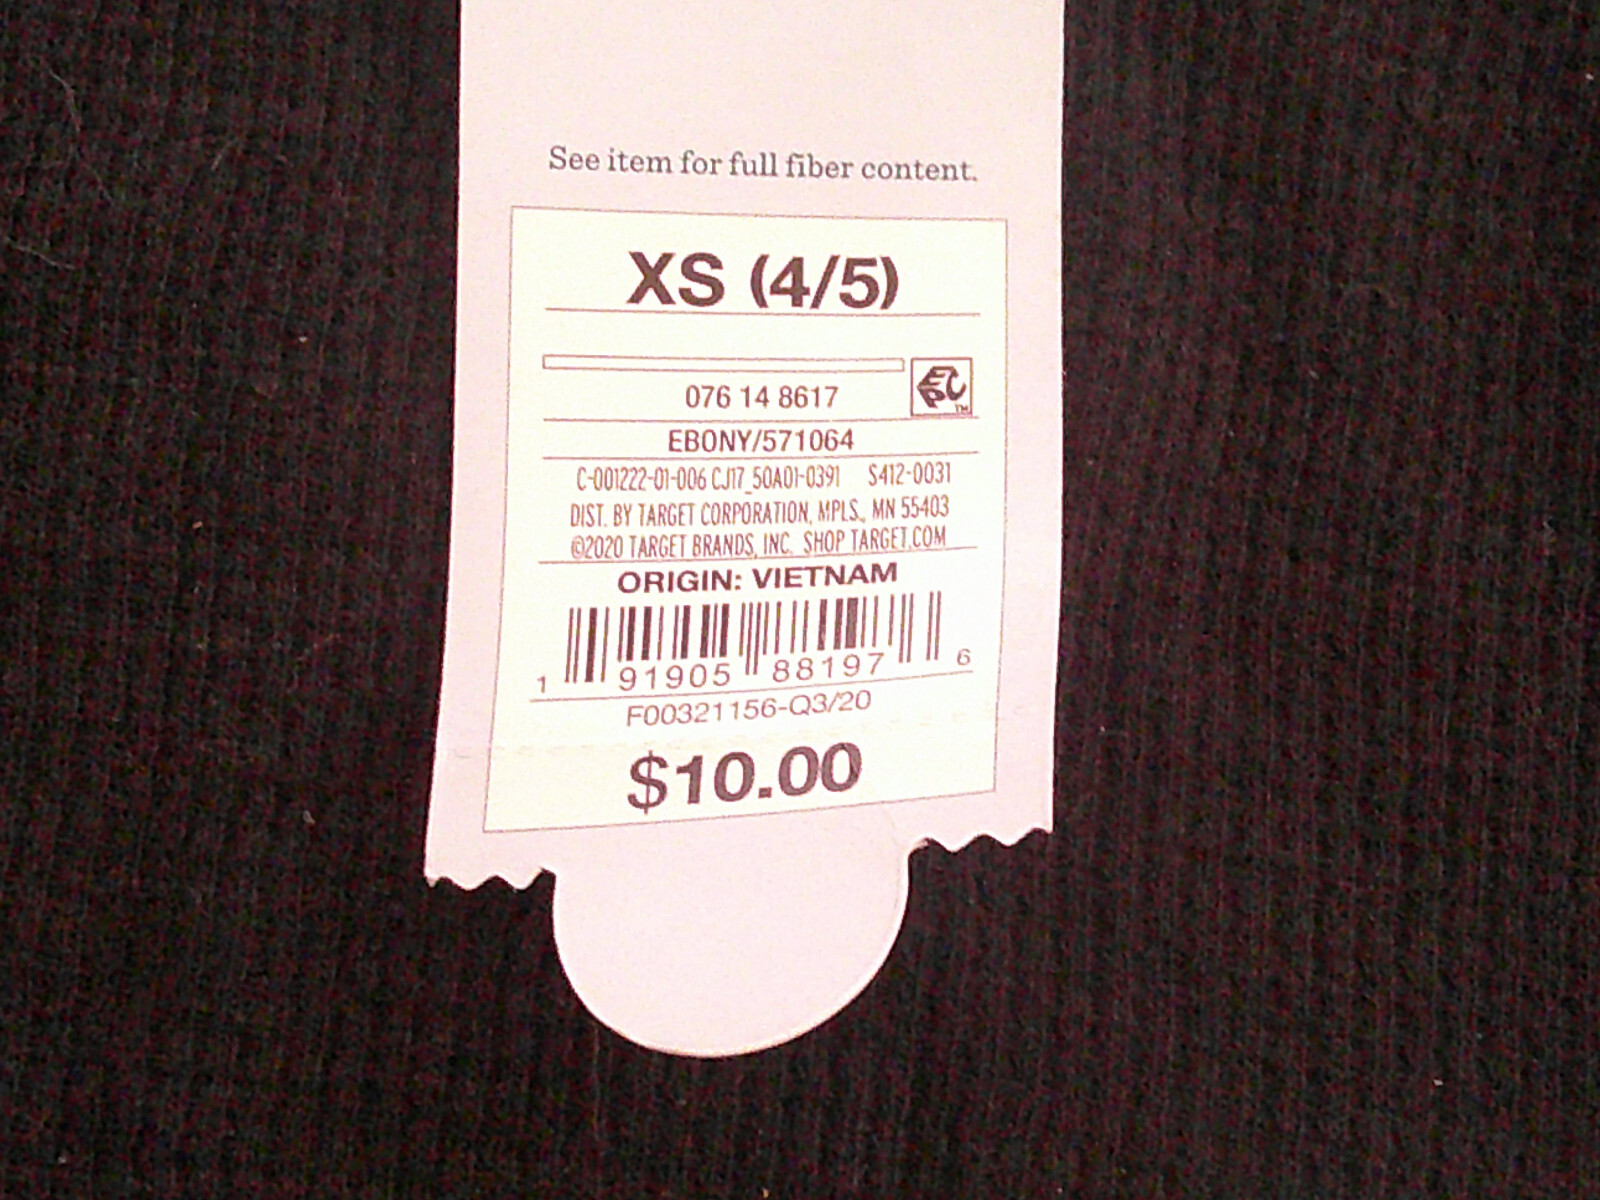 See item for full fiber content.
XS (4/5)
076 14 8617
EPC™
EBONY/571064
C-001222-01-006 CJ17_50A01-0391 S412-0031
DIST. BY TARGET CORPORATION, MPLS., MN 55403
©2020 TARGET BRANDS, INC. SHOP TARGET.COM
ORIGIN: VIETNAM
1 91905 88197 6
F00321156-Q3/20
$10.00